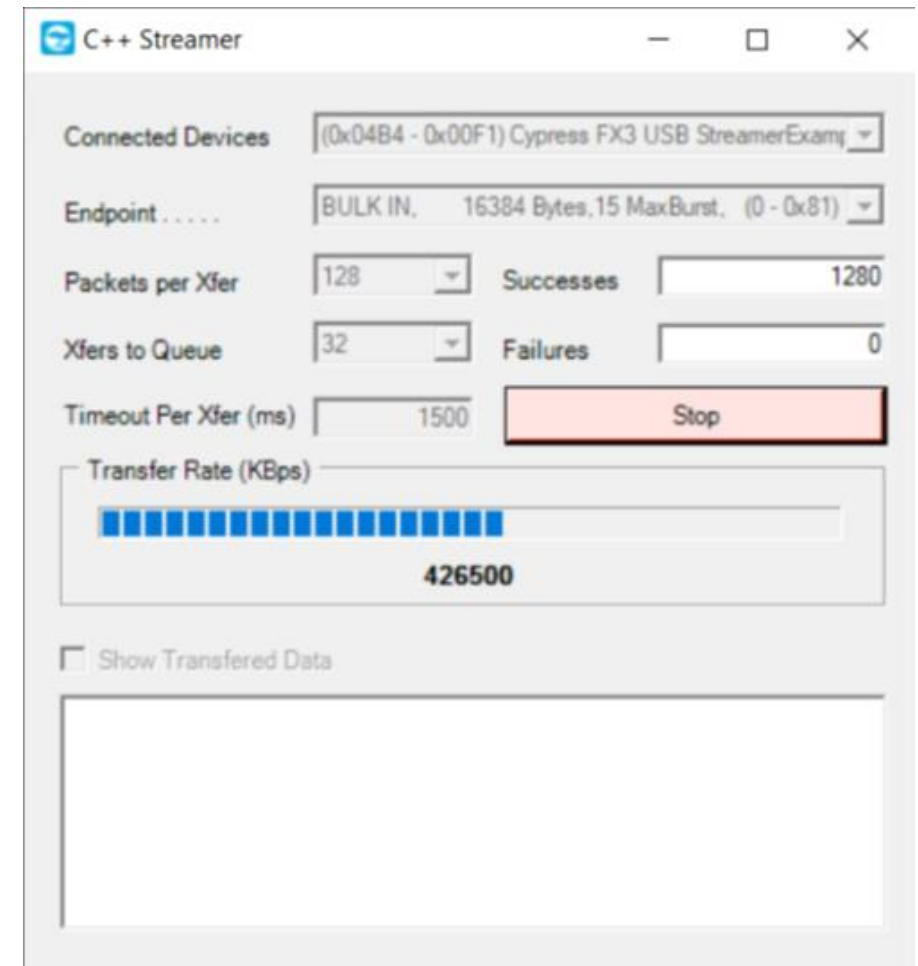 C++ Streamer
Connected Devices (0x04B4 - 0x00F1) Cypress FX3 USB StreamerExamp
Endpoint . . . . . BULK IN, 16384 Bytes,15 MaxBurst, (0 - 0x81)
Packets per Xfer 128 Successes 1280
Xfers to Queue 32 Failures 0
Timeout Per Xfer (ms) 1500 Stop
Transfer Rate (KBps)
426500
Show Transfered Data